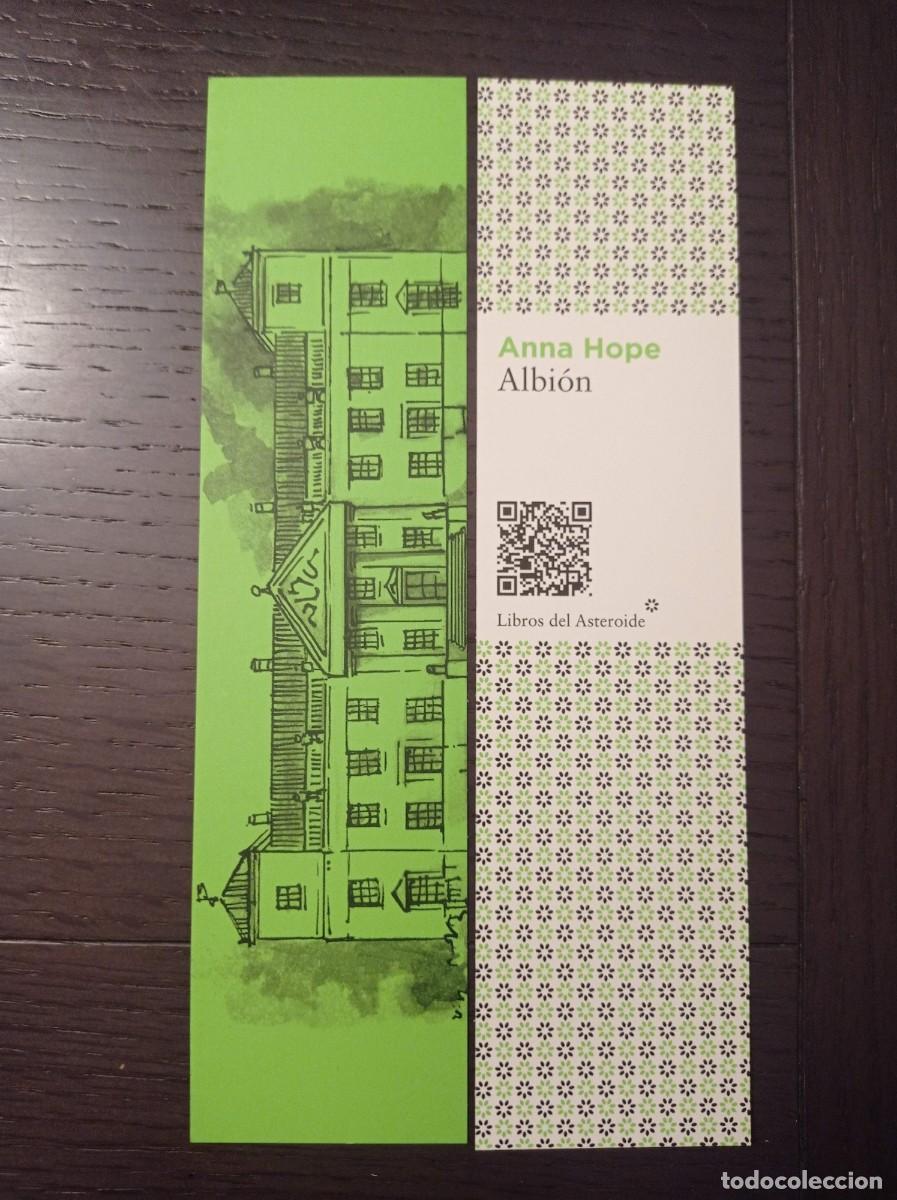 Anna Hope
Albión
Libros del Asteroide
todocoleccion